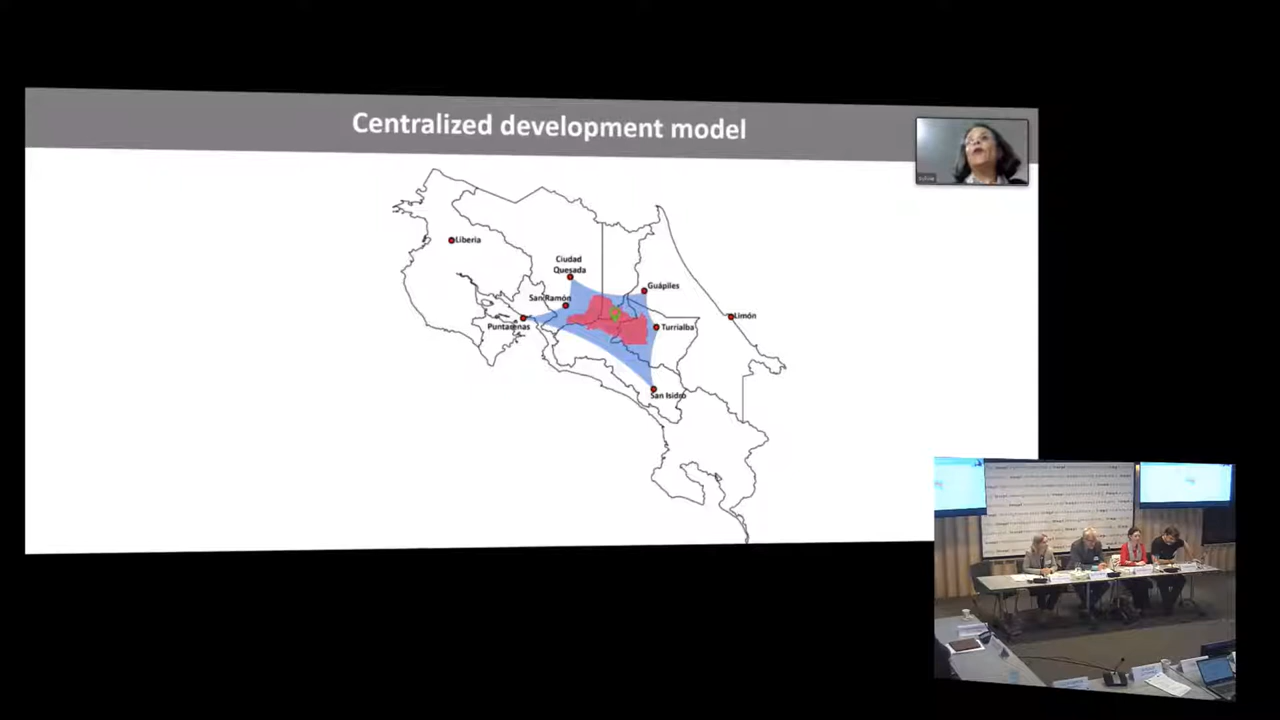 Centralized development model
Liberia
Ciudad
Quesada
San Ramón
Guápiles
Puntarenas
Turrialba
Limón
San Isidro